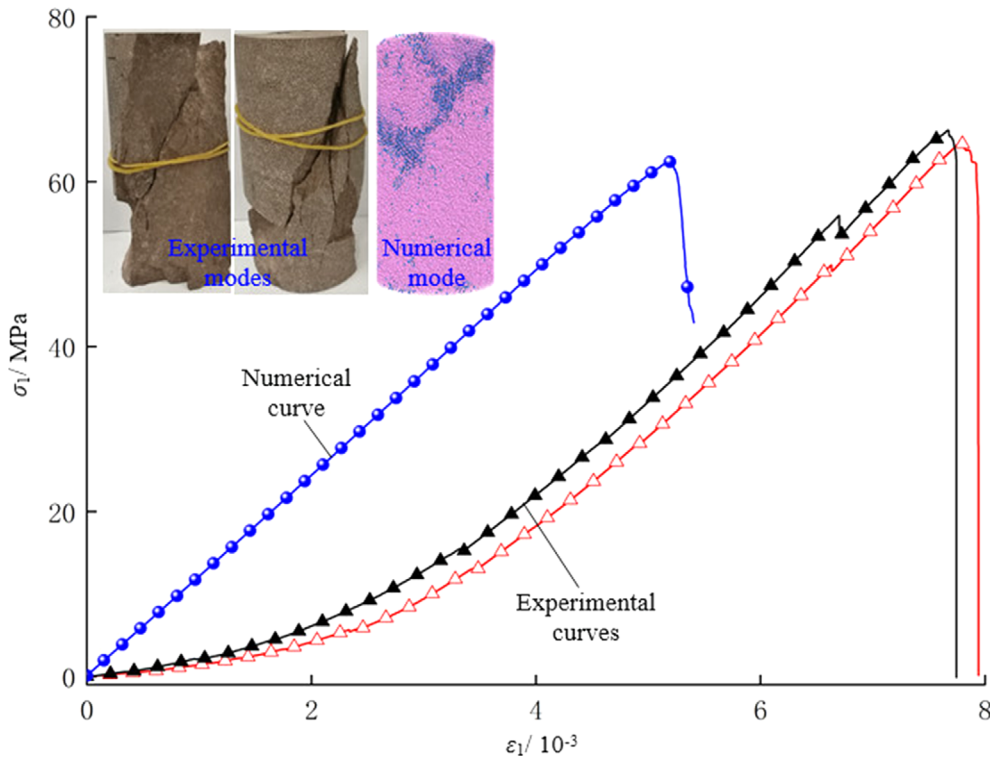 80
60
40
20
0
σ₁/ MPa
Experimental
modes
Numerical
mode
Numerical
curve
Experimental
curves
0
2
4
6
8
ε₁/ 10⁻³